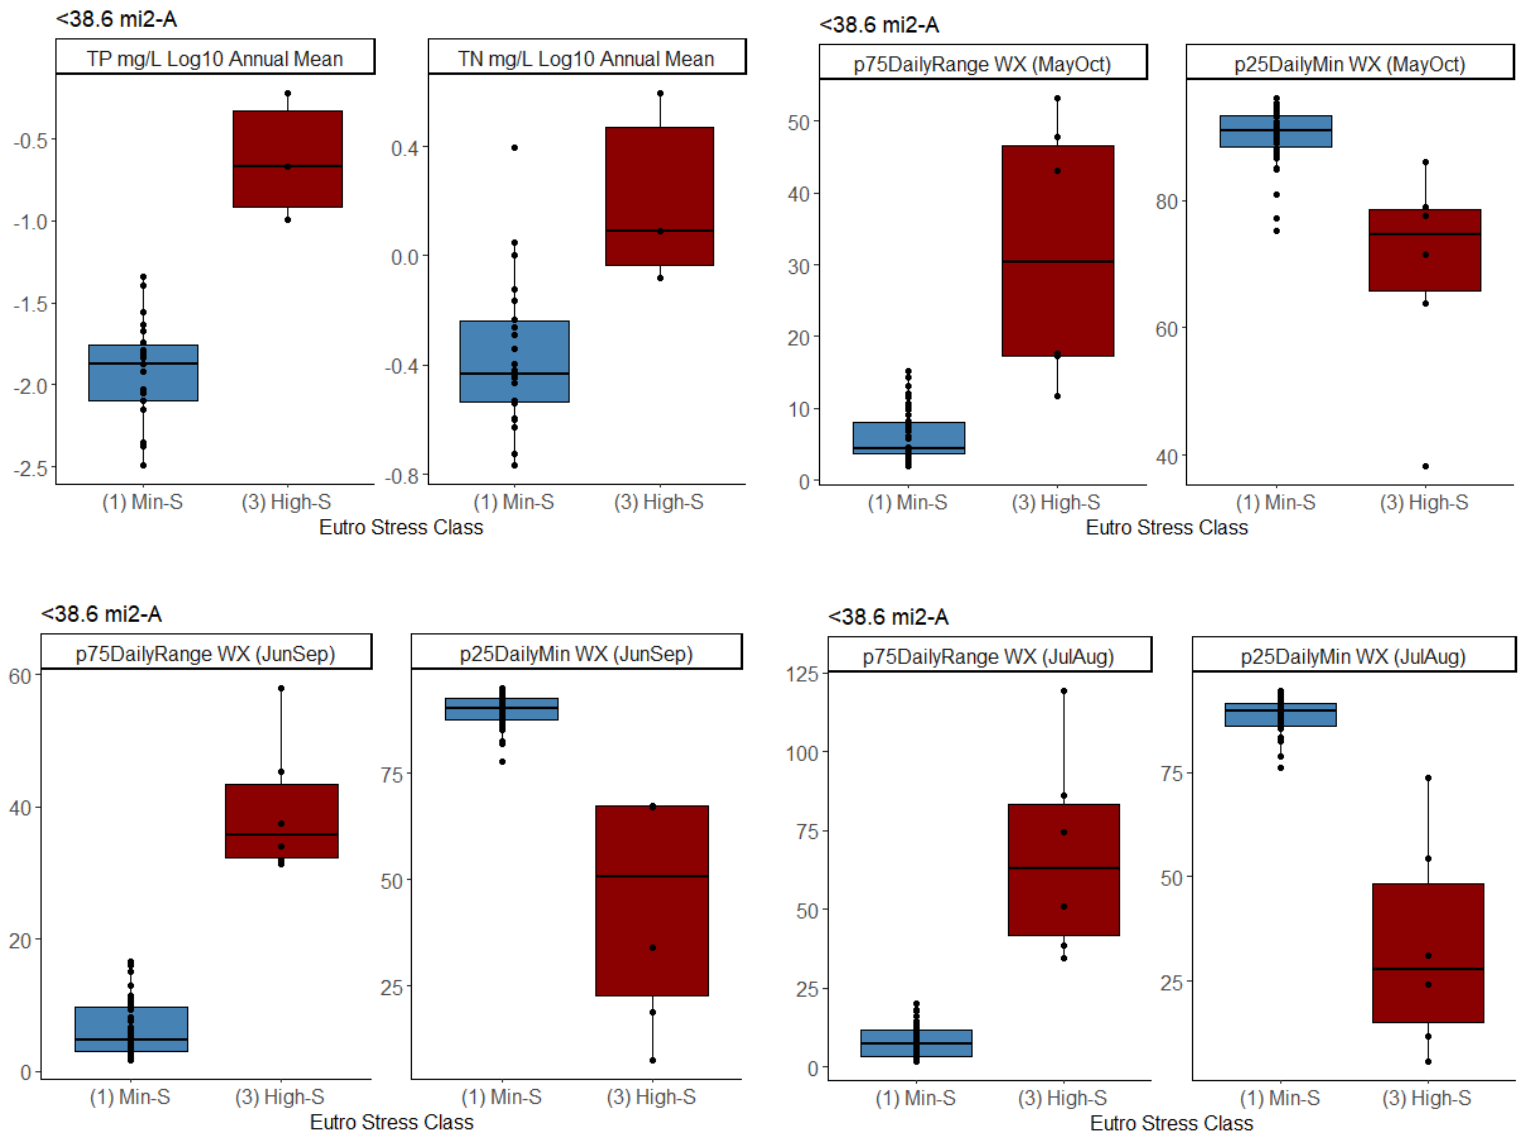 <38.6 mi2-A
TP mg/L Log10 Annual Mean
TN mg/L Log10 Annual Mean
-0.5
-1.0
-1.5
-2.0
-2.5
0.4
0.0
-0.4
-0.8
(1) Min-S
(3) High-S
(1) Min-S
(3) High-S
Eutro Stress Class
<38.6 mi2-A
p75DailyRange WX (MayOct)
p25DailyMin WX (MayOct)
50
40
30
20
10
0
80
60
40
(1) Min-S
(3) High-S
(1) Min-S
(3) High-S
Eutro Stress Class
<38.6 mi2-A
p75DailyRange WX (JunSep)
p25DailyMin WX (JunSep)
60
40
20
0
75
50
25
(1) Min-S
(3) High-S
(1) Min-S
(3) High-S
Eutro Stress Class
<38.6 mi2-A
p75DailyRange WX (JulAug)
p25DailyMin WX (JulAug)
125
100
75
50
25
0
75
50
25
(1) Min-S
(3) High-S
(1) Min-S
(3) High-S
Eutro Stress Class